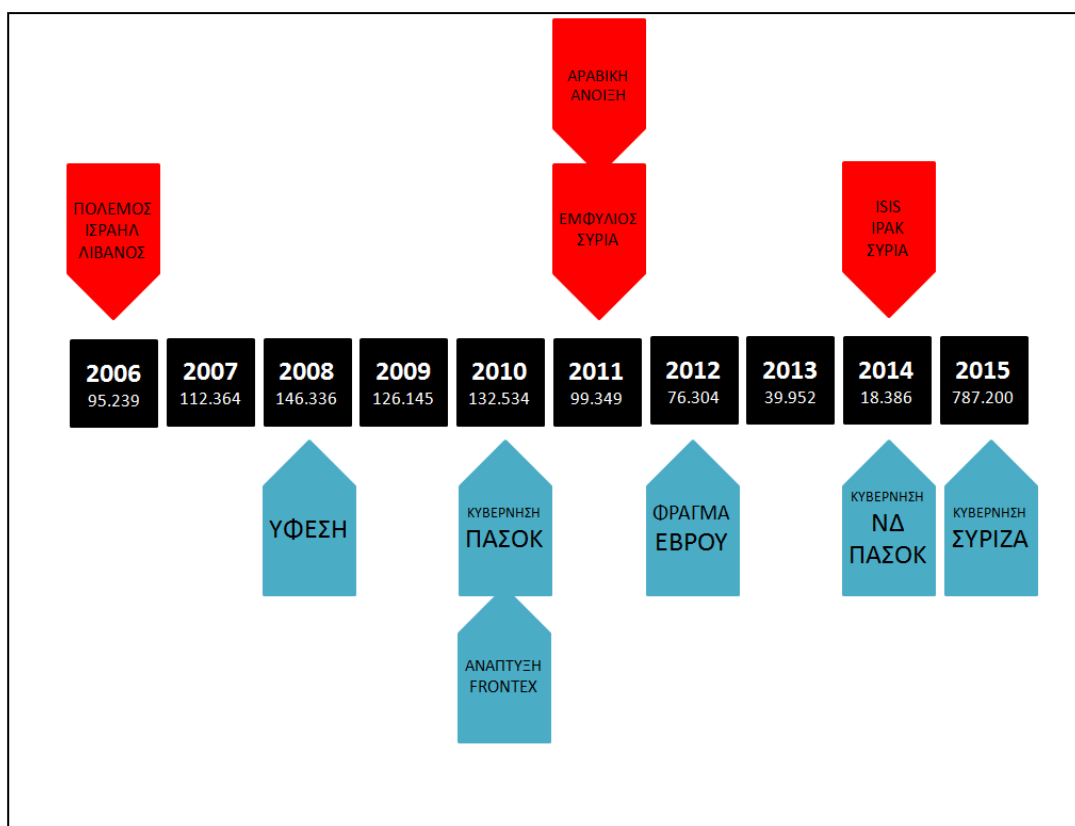 ΑΡΑΒΙΚΗ
ΑΝΟΙΞΗ
ΠΟΛΕΜΟΣ
ΙΣΡΑΗΛ
ΛΙΒΑΝΟΣ
ΕΜΦΥΛΙΟΣ
ΣΥΡΙΑ
ISIS
ΙΡΑΚ
ΣΥΡΙΑ
2006
95.239
2007
112.364
2008
146.336
2009
126.145
2010
132.534
2011
99.349
2012
76.304
2013
39.952
2014
18.386
2015
787.200
ΥΦΕΣΗ
ΚΥΒΕΡΝΗΣΗ
ΠΑΣΟΚ
ΦΡΑΓΜΑ
ΕΒΡΟΥ
ΚΥΒΕΡΝΗΣΗ
ΝΔ
ΠΑΣΟΚ
ΚΥΒΕΡΝΗΣΗ
ΣΥΡΙΖΑ
ΑΝΑΠΤΥΞΗ
FRONTEX